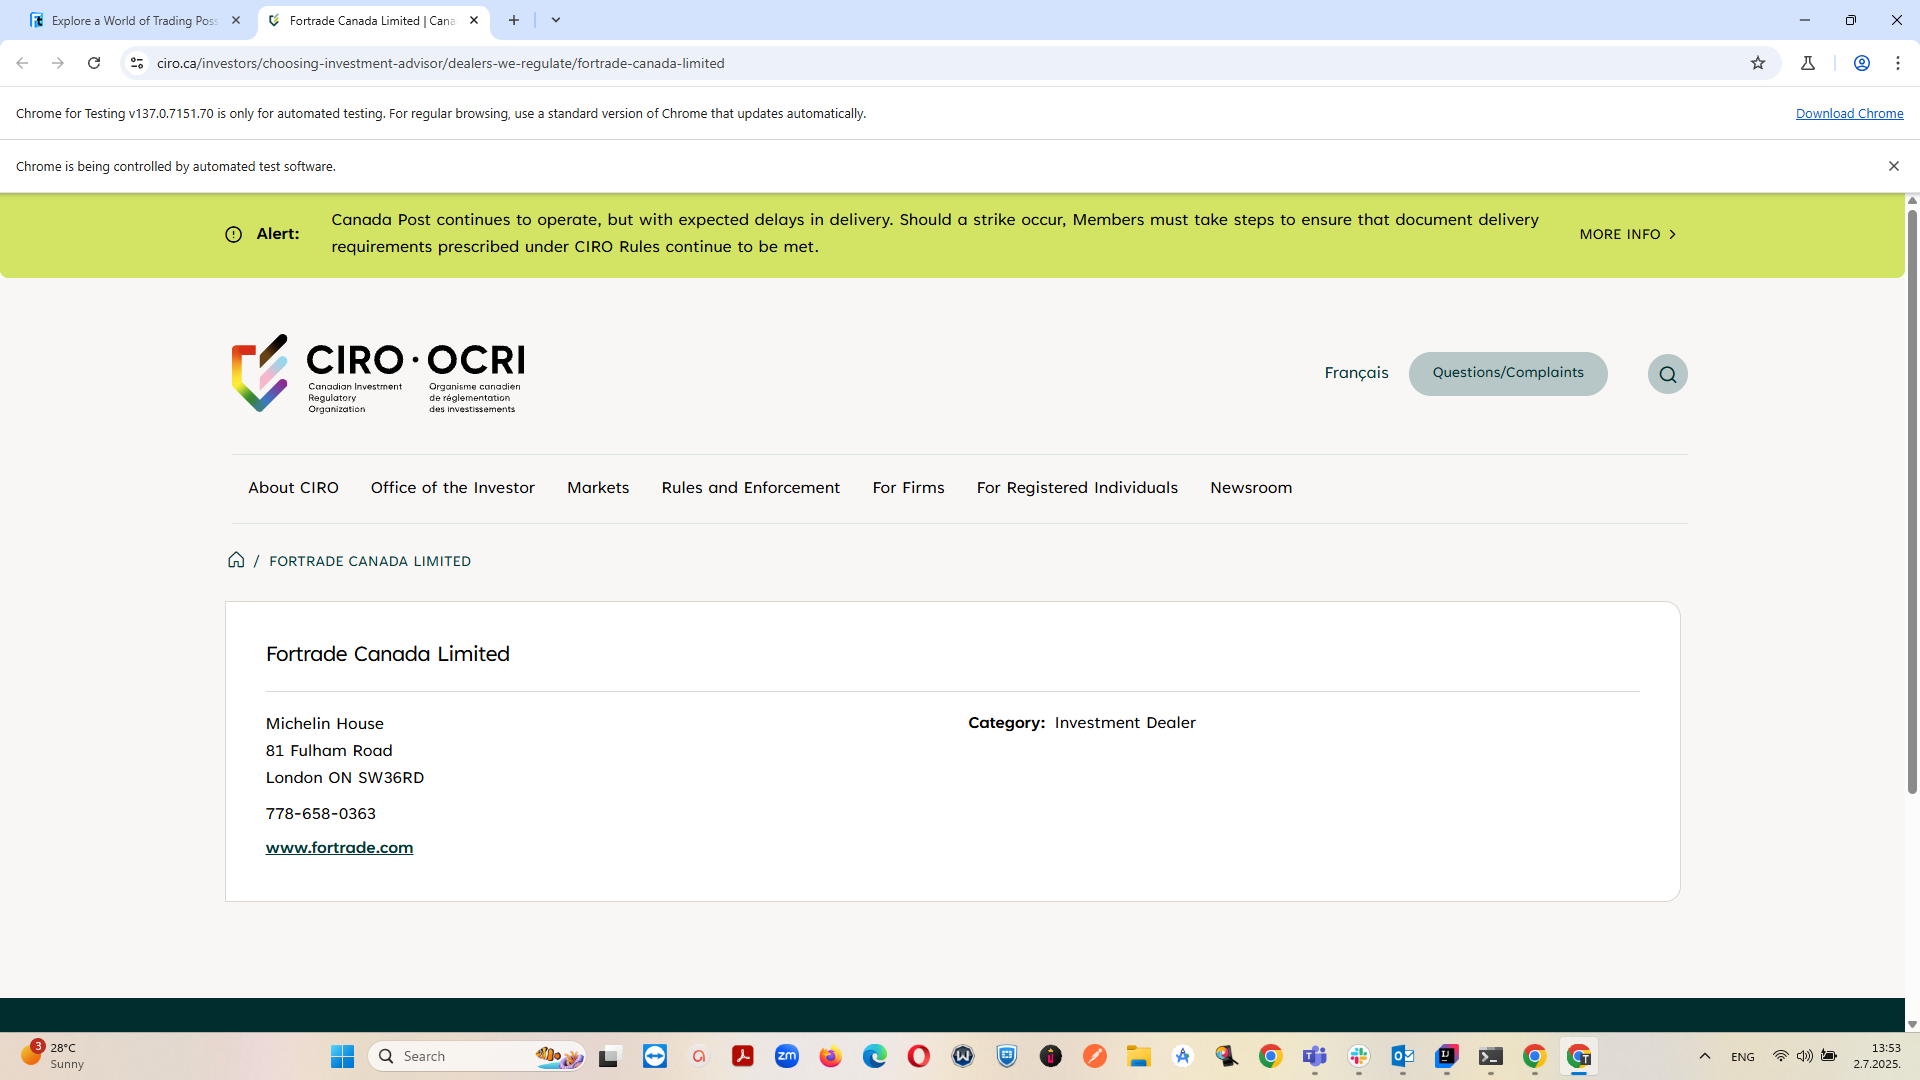 Explore a World of Trading Poss
Fortrade Canada Limited | Cana
ciro.ca/investors/choosing-investment-advisor/dealers-we-regulate/fortrade-canada-limited
Chrome for Testing v137.0.7151.70 is only for automated testing. For regular browsing, use a standard version of Chrome that updates automatically.
Download Chrome
Chrome is being controlled by automated test software.
Alert:
Canada Post continues to operate, but with expected delays in delivery. Should a strike occur, Members must take steps to ensure that document delivery
requirements prescribed under CIRO Rules continue to be met.
MORE INFO
CIRO · OCRI
Canadian Investment
Regulatory
Organization
Organisme canadien
de réglementation
des investissements
Français
Questions/Complaints
About CIRO
Office of the Investor
Markets
Rules and Enforcement
For Firms
For Registered Individuals
Newsroom
/ FORTRADE CANADA LIMITED
Fortrade Canada Limited
Michelin House
81 Fulham Road
London ON SW36RD
778-658-0363
www.fortrade.com
Category: Investment Dealer
3
28°C
Sunny
Search
zm
ENG
13:53
2.7.2025.